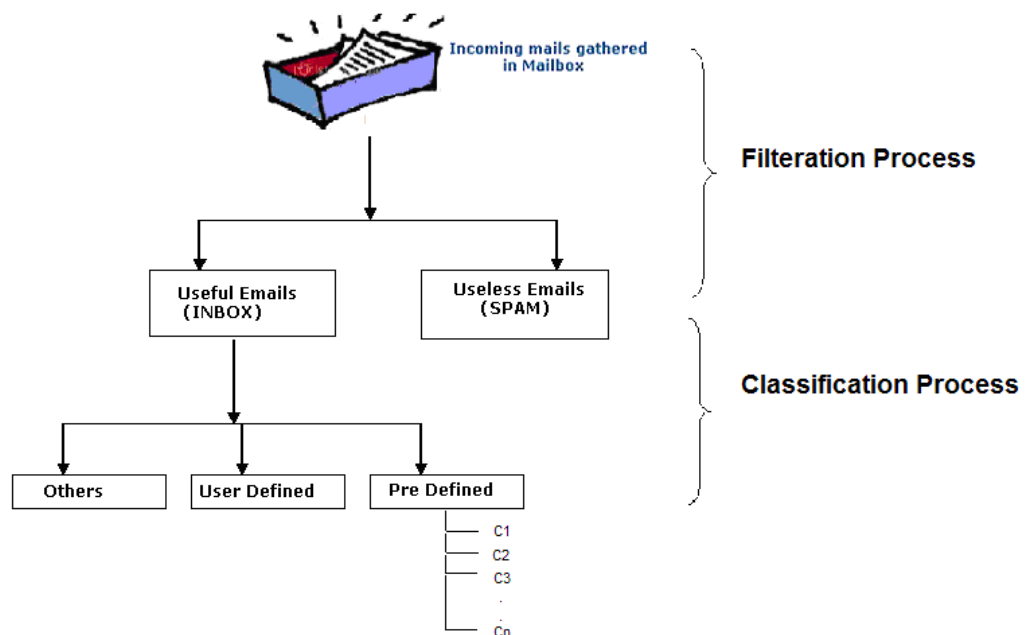 Incoming mails gathered
in Mailbox
Filteration Process
Useful Emails
(INBOX)
Useless Emails
(SPAM)
Classification Process
Others
User Defined
Pre Defined
C1
C2
C3
.
.
Cn